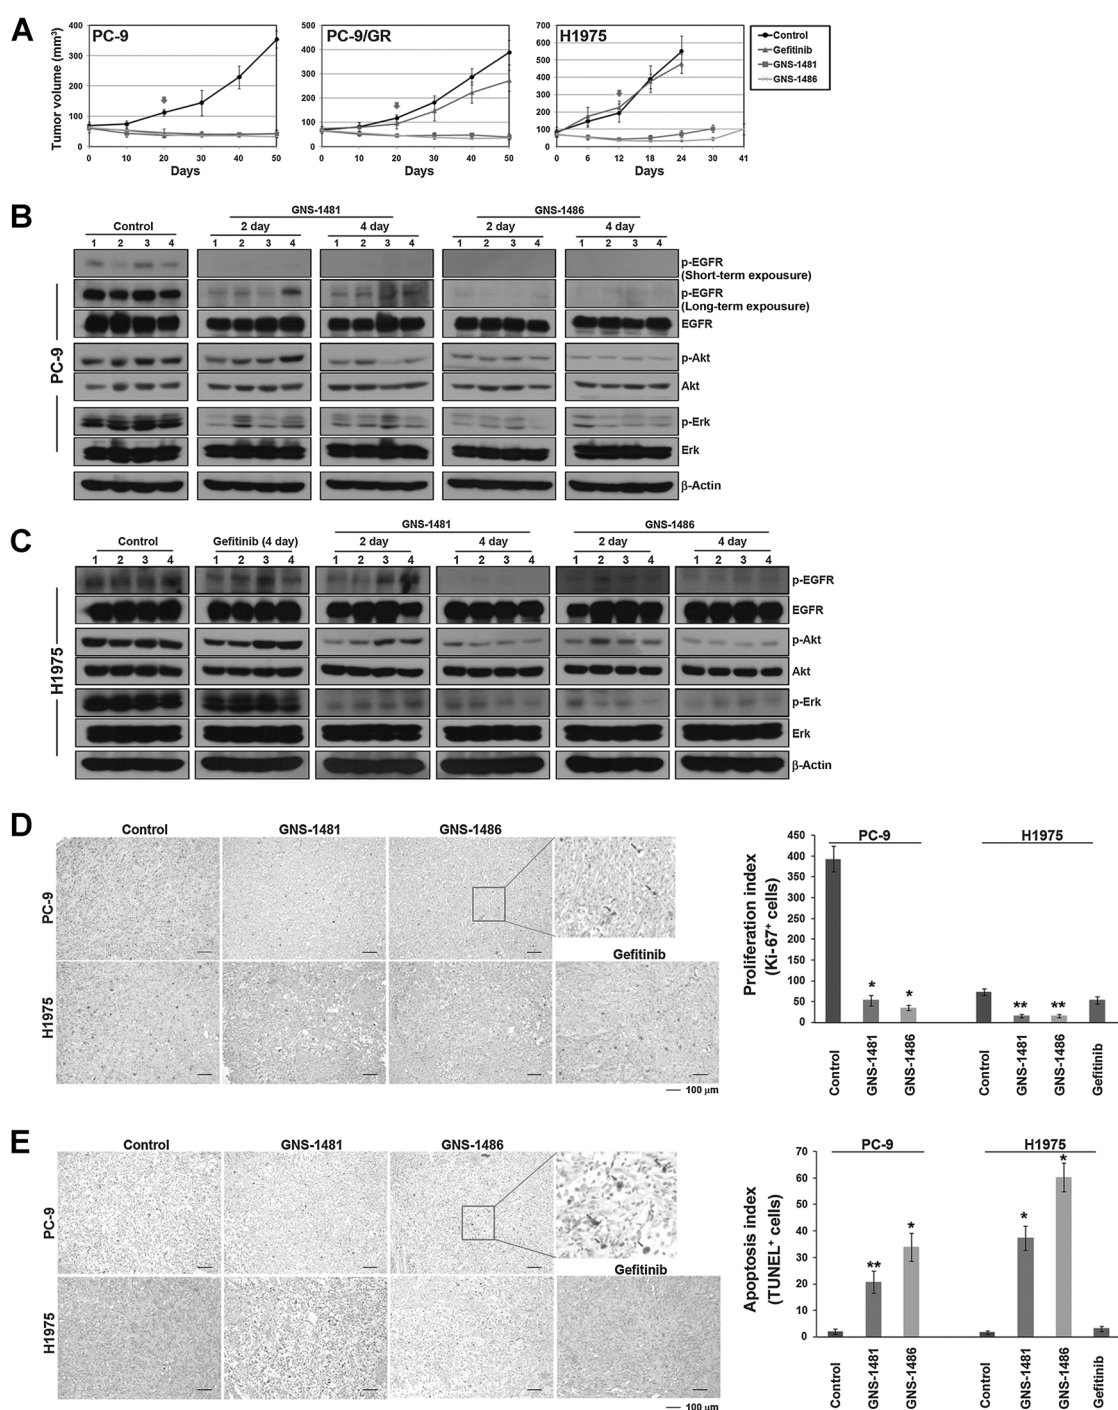 A
PC-9
PC-9/GR
H1975
Control
Gefitinib
GNS-1481
GNS-1486
Tumor volume (mm³)
400
300
200
100
0
500
400
300
200
100
0
700
600
500
400
300
200
100
0
0 10 20 30 40 50
0 10 20 30 40 50
0 6 12 18 24 30 41
Days
Days
Days
B
GNS-1481
GNS-1486
Control
2 day
4 day
2 day
4 day
1 2 3 4
1 2 3 4
1 2 3 4
1 2 3 4
1 2 3 4
PC-9
p-EGFR
(Short-term expousure)
p-EGFR
(Long-term expousure)
EGFR
p-Akt
Akt
p-Erk
Erk
β-Actin
C
GNS-1481
GNS-1486
Control
Gefitinib (4 day)
2 day
4 day
2 day
4 day
1 2 3 4
1 2 3 4
1 2 3 4
1 2 3 4
1 2 3 4
1 2 3 4
H1975
p-EGFR
EGFR
p-Akt
Akt
p-Erk
Erk
β-Actin
D
Control
GNS-1481
GNS-1486
PC-9
H1975
Gefitinib
100 µm
Proliferation index
(Ki-67⁺ cells)
450
400
350
300
250
200
150
100
50
0
PC-9
H1975
*
*
**
**
Control
GNS-1481
GNS-1486
Control
GNS-1481
GNS-1486
Gefitinib
E
Control
GNS-1481
GNS-1486
PC-9
H1975
Gefitinib
100 µm
Apoptosis index
(TUNEL⁺ cells)
70
60
50
40
30
20
10
0
PC-9
H1975
**
*
*
*
Control
GNS-1481
GNS-1486
Control
GNS-1481
GNS-1486
Gefitinib